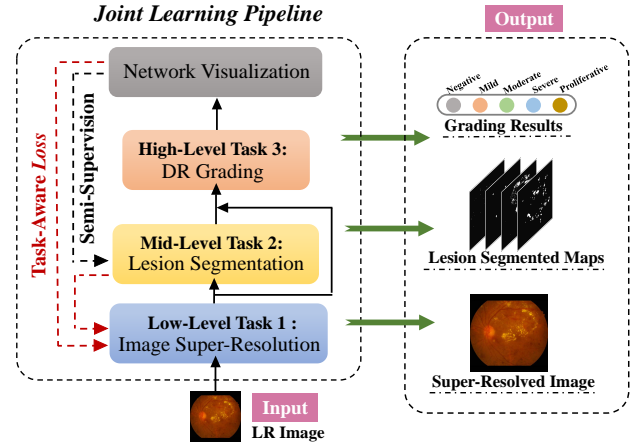 Joint Learning Pipeline
Output
Network Visualization
Task-Aware Loss
Semi-Supervision
High-Level Task 3:
DR Grading
Mid-Level Task 2:
Lesion Segmentation
Low-Level Task 1 :
Image Super-Resolution
Input
LR Image
Negative
Mild
Moderate
Severe
Proliferative
Grading Results
Lesion Segmented Maps
Super-Resolved Image